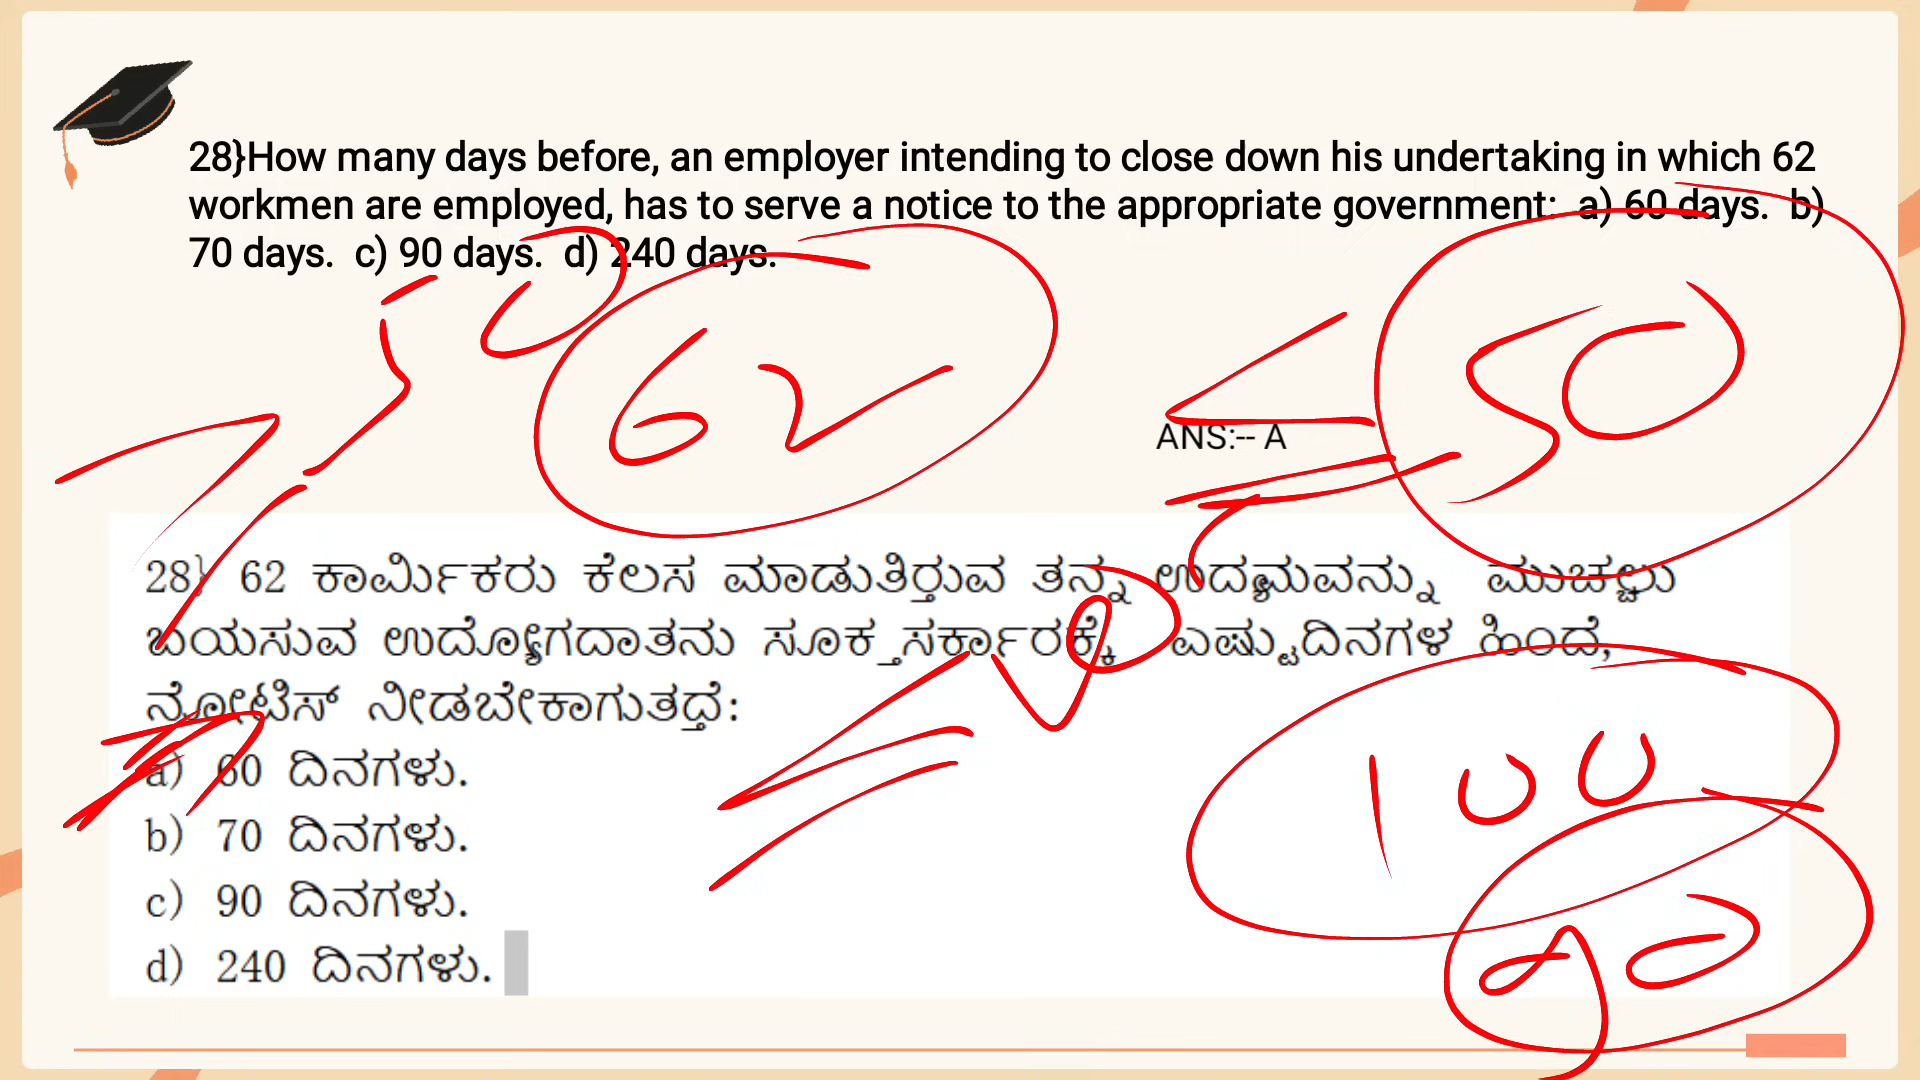 28}How many days before, an employer intending to close down his undertaking in which 62
workmen are employed, has to serve a notice to the appropriate government: a) 60 days. b)
70 days. c) 90 days. d) 240 days.
50
62
50
ANS:-- A
28} 62 ಕಾರ್ಮಿಕರು ಕೆಲಸ ಮಾಡುತ್ತಿರುವ ತನ್ನ ಉದ್ಯಮವನ್ನು ಮುಚ್ಚಲು
ಬಯಸುವ ಉದ್ಯೋಗದಾತನು ಸೂಕ್ತ ಸರ್ಕಾರಕ್ಕೆ ಎಷ್ಟು ದಿನಗಳ ಹಿಂದೆ,
ನೋಟಿಸ್ ನೀಡಬೇಕಾಗುತ್ತದೆ:
a) 60 ದಿನಗಳು.
b) 70 ದಿನಗಳು.
c) 90 ದಿನಗಳು.
d) 240 ದಿನಗಳು.
100
90